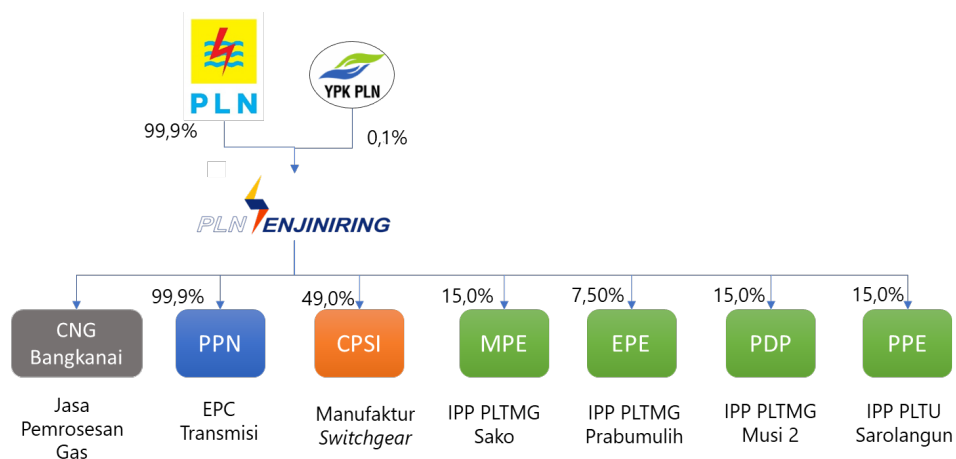 PLN
YPK PLN
99,9%
0,1%
PLN ENJINIRING
99,9%
49,0%
15,0%
7,50%
15,0%
15,0%
CNG
Bangkanai
PPN
CPSI
MPE
EPE
PDP
PPE
Jasa
Pemrosesan
Gas
EPC
Transmisi
Manufaktur
Switchgear
IPP PLTMG
Sako
IPP PLTMG
Prabumulih
IPP PLTMG
Musi 2
IPP PLTU
Sarolangun